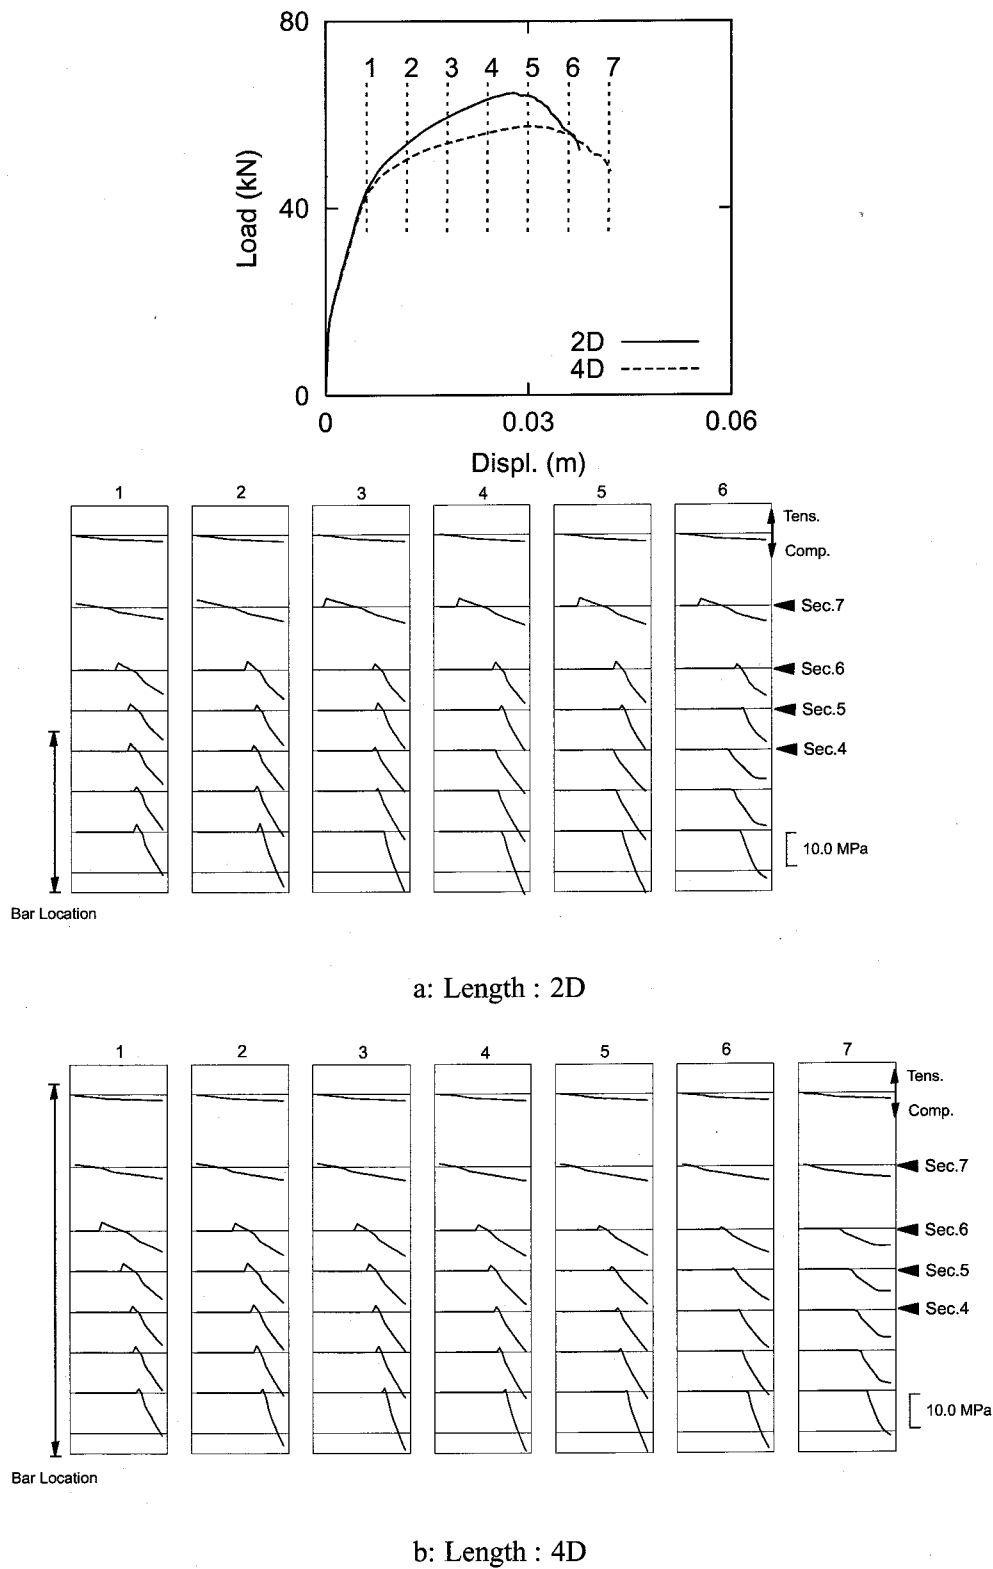 80
1 2 3 4 5 6 7
Load (kN)
40
2D
4D
0
0 0.03 0.06
Displ. (m)
1 2 3 4 5 6
Tens.
Comp.
Sec.7
Sec.6
Sec.5
Sec.4
10.0 MPa
Bar Location
a: Length : 2D
1 2 3 4 5 6 7
Tens.
Comp.
Sec.7
Sec.6
Sec.5
Sec.4
10.0 MPa
Bar Location
b: Length : 4D